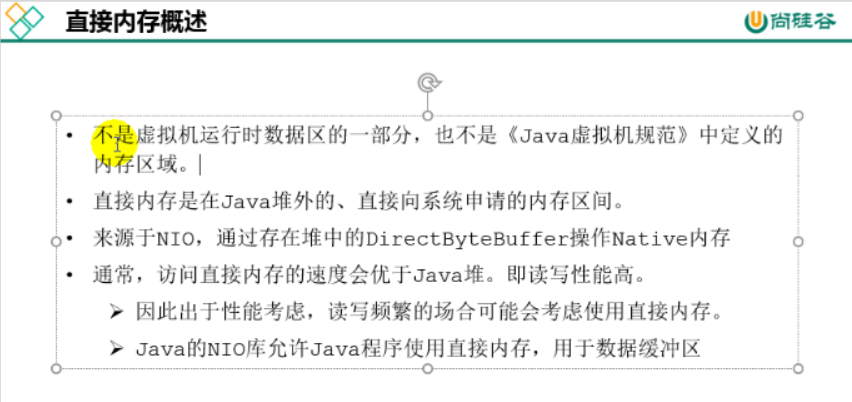 直接内存概述
尚硅谷
• 不是虚拟机运行时数据区的一部分，也不是《Java虚拟机规范》中定义的
内存区域。
• 直接内存是在Java堆外的、直接向系统申请的内存区间。
• 来源于NIO，通过存在堆中的DirectByteBuffer操作Native内存
• 通常，访问直接内存的速度会优于Java堆。即读写性能高。
➢ 因此出于性能考虑，读写频繁的场合可能会考虑使用直接内存。
➢ Java的NIO库允许Java程序使用直接内存，用于数据缓冲区